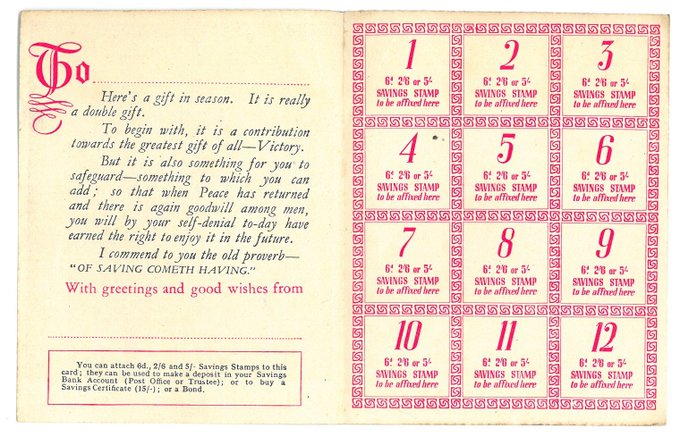 To
Here's a gift in season. It is really
a double gift.
To begin with, it is a contribution
towards the greatest gift of all—Victory.
But it is also something for you to
safeguard—something to which you can
add; so that when Peace has returned
and there is again goodwill among men,
you will by your self-denial to-day have
earned the right to enjoy it in the future.
I commend to you the old proverb—
"OF SAVING COMETH HAVING."
With greetings and good wishes from
You can attach 6d., 2/6 and 5/- Savings Stamps to this
card; they can be used to make a deposit in your Savings
Bank Account (Post Office or Trustee); or to buy a
Savings Certificate (15/-); or a Bond.
1
6d 2/6 or 5/-
SAVINGS STAMP
to be affixed here
2
6d 2/6 or 5/-
SAVINGS STAMP
to be affixed here
3
6d 2/6 or 5/-
SAVINGS STAMP
to be affixed here
4
6d 2/6 or 5/-
SAVINGS STAMP
to be affixed here
5
6d 2/6 or 5/-
SAVINGS STAMP
to be affixed here
6
6d 2/6 or 5/-
SAVINGS STAMP
to be affixed here
7
6d 2/6 or 5/-
SAVINGS STAMP
to be affixed here
8
6d 2/6 or 5/-
SAVINGS STAMP
to be affixed here
9
6d 2/6 or 5/-
SAVINGS STAMP
to be affixed here
10
6d 2/6 or 5/-
SAVINGS STAMP
to be affixed here
11
6d 2/6 or 5/-
SAVINGS STAMP
to be affixed here
12
6d 2/6 or 5/-
SAVINGS STAMP
to be affixed here